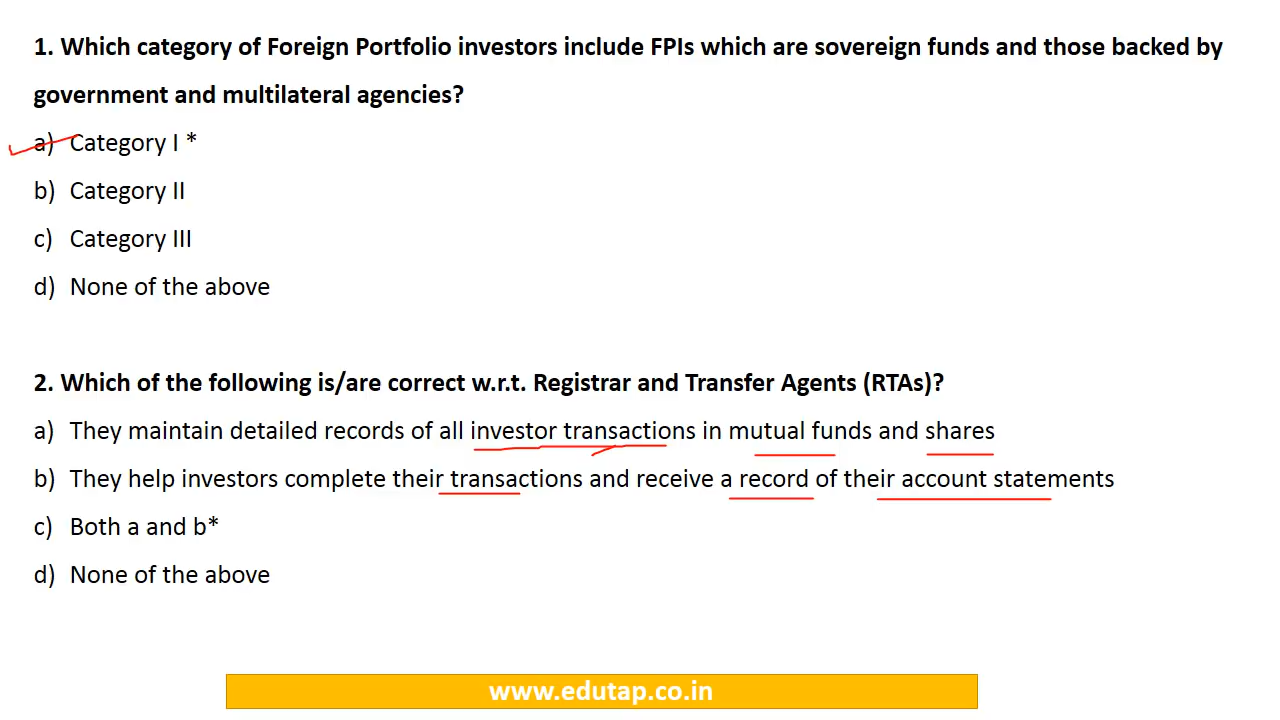 1. Which category of Foreign Portfolio investors include FPIs which are sovereign funds and those backed by
government and multilateral agencies?
a) Category I *
b) Category II
c) Category III
d) None of the above
2. Which of the following is/are correct w.r.t. Registrar and Transfer Agents (RTAs)?
a) They maintain detailed records of all investor transactions in mutual funds and shares
b) They help investors complete their transactions and receive a record of their account statements
c) Both a and b*
d) None of the above
www.edutap.co.in